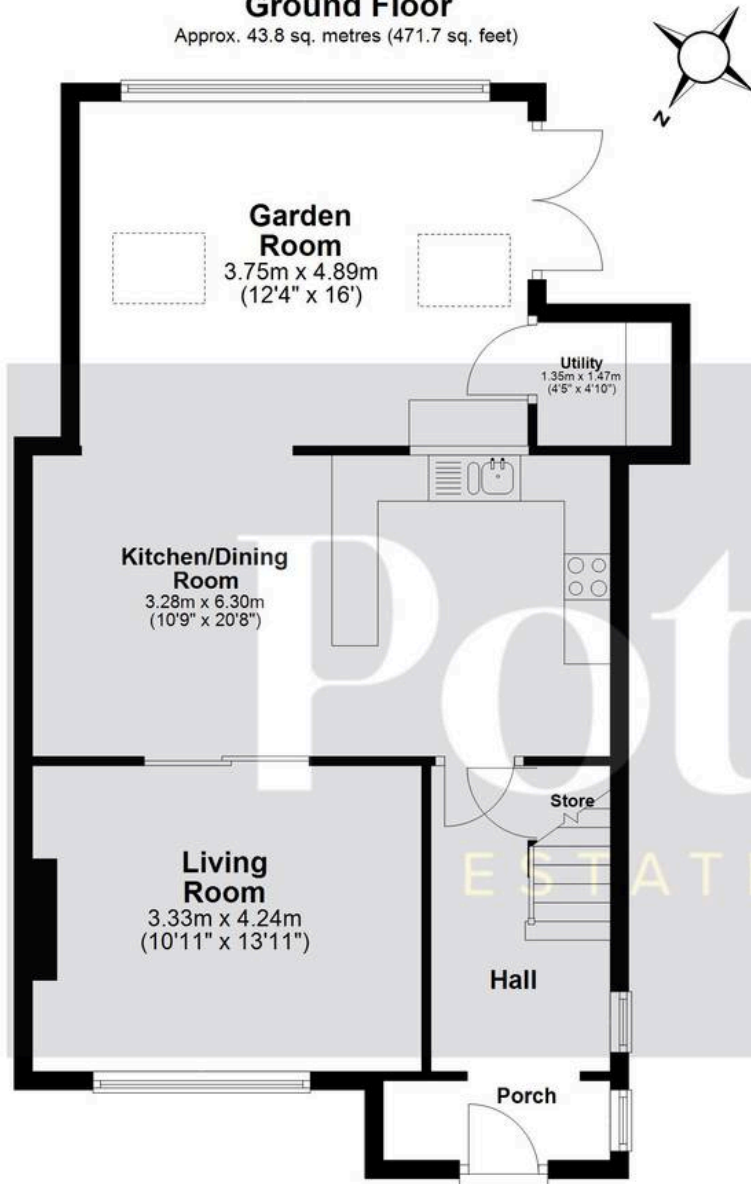 Ground Floor
Approx. 43.8 sq. metres (471.7 sq. feet)
N
Garden
Room
3.75m x 4.89m
(12'4" x 16')
Utility
1.35m x 1.47m
(4'5" x 4'10")
Kitchen/Dining
Room
3.28m x 6.30m
(10'9" x 20'8")
Pot
Store
ESTATE
Living
Room
3.33m x 4.24m
(10'11" x 13'11")
Hall
Porch